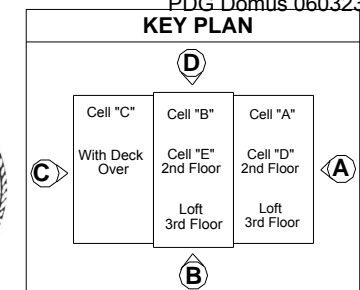 PDG Domus 060323
KEY PLAN
D
Cell "C"
With Deck
Over
Cell "B"
Cell "E"
2nd Floor
Loft
3rd Floor
Cell "A"
Cell "D"
2nd Floor
Loft
3rd Floor
C
A
B